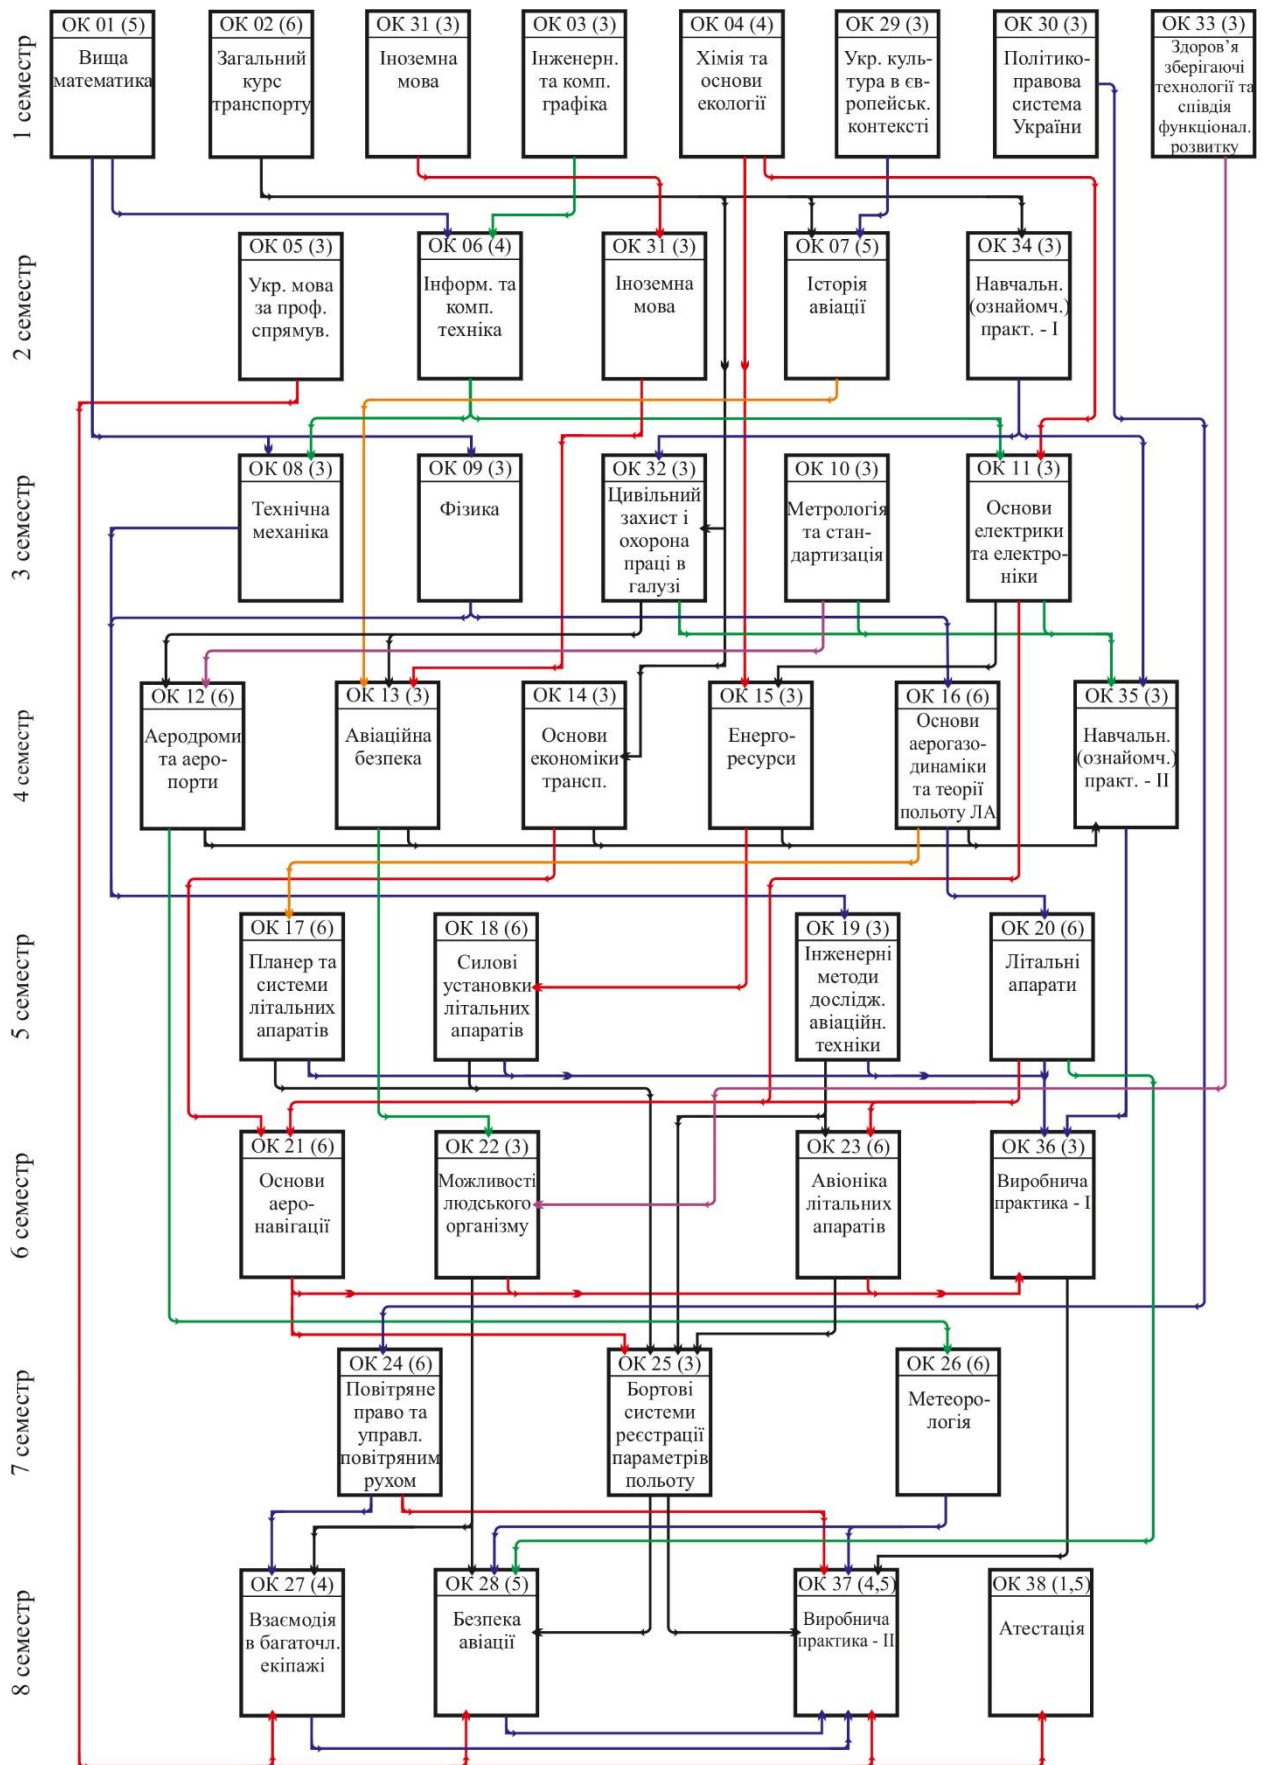 1 семестр
ОК 01 (5)
Вища
математика
ОК 02 (6)
Загальний
курс
транспорту
ОК 31 (3)
Іноземна
мова
ОК 03 (3)
Інженерн.
та комп.
графіка
ОК 04 (4)
Хімія та
основи
екології
ОК 29 (3)
Укр. куль-
тура в єв-
ропейськ.
контексті
ОК 30 (3)
Політико-
правова
система
України
ОК 33 (3)
Здоров’я
зберігаючі
технології та
співдія
функціонал.
розвитку
2 семестр
ОК 05 (3)
Укр. мова
за проф.
спрямув.
ОК 06 (4)
Інформ. та
комп.
техніка
ОК 31 (3)
Іноземна
мова
ОК 07 (5)
Історія
авіації
ОК 34 (3)
Навчальн.
(ознайомч.)
практ. - І
3 семестр
ОК 08 (3)
Технічна
механіка
ОК 09 (3)
Фізика
ОК 32 (3)
Цивільний
захист і
охорона
праці в
галузі
ОК 10 (3)
Метрологія
та стан-
дартизація
ОК 11 (3)
Основи
електрики
та електро-
ніки
4 семестр
ОК 12 (6)
Аеродроми
та аеро-
порти
ОК 13 (3)
Авіаційна
безпека
ОК 14 (3)
Основи
економіки
трансп.
ОК 15 (3)
Енерго-
ресурси
ОК 16 (6)
Основи
аерогазо-
динаміки
та теорії
польоту ЛА
ОК 35 (3)
Навчальн.
(ознайомч.)
практ. - ІІ
5 семестр
ОК 17 (6)
Планер та
системи
літальних
апаратів
ОК 18 (6)
Силові
установки
літальних
апаратів
ОК 19 (3)
Інженерні
методи
дослідж.
авіаційн.
техніки
ОК 20 (6)
Літальні
апарати
6 семестр
ОК 21 (6)
Основи
аеро-
навігації
ОК 22 (3)
Можливості
людського
організму
ОК 23 (6)
Авіоніка
літальних
апаратів
ОК 36 (3)
Виробнича
практика - І
7 семестр
ОК 24 (6)
Повітряне
право та
управл.
повітряним
рухом
ОК 25 (3)
Бортові
системи
реєстрації
параметрів
польоту
ОК 26 (6)
Метеоро-
логія
8 семестр
ОК 27 (4)
Взаємодія
в багаточл.
екіпажі
ОК 28 (5)
Безпека
авіації
ОК 37 (4,5)
Виробнича
практика - ІІ
ОК 38 (1,5)
Атестація